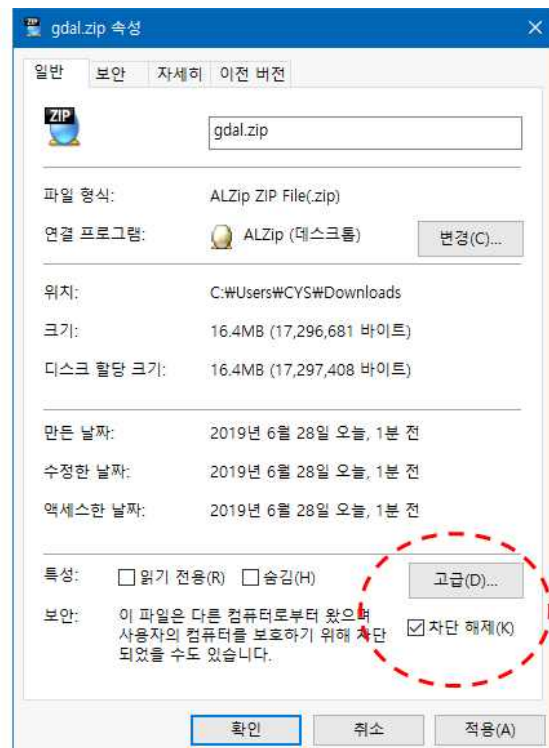 gdal.zip 속성
일반 보안 자세히 이전 버전
ZIP
gdal.zip
파일 형식: ALZip ZIP File(.zip)
연결 프로그램: ALZip (데스크톱) 변경(C)...
위치: C:₩Users₩CYS₩Downloads
크기: 16.4MB (17,296,681 바이트)
디스크 할당 크기: 16.4MB (17,297,408 바이트)
만든 날짜: 2019년 6월 28일 오늘, 1분 전
수정한 날짜: 2019년 6월 28일 오늘, 1분 전
액세스한 날짜: 2019년 6월 28일 오늘, 1분 전
특성: 읽기 전용(R) 숨김(H) 고급(D)...
보안: 이 파일은 다른 컴퓨터로부터 왔으며
사용자의 컴퓨터를 보호하기 위해 차단 차단 해제(K)
되었을 수도 있습니다.
확인 취소 적용(A)